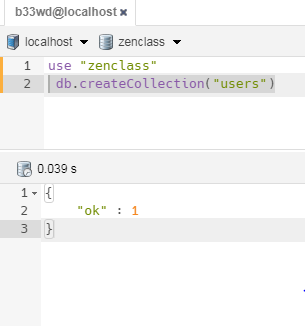 b33wd@localhost ×
localhost zenclass
1 use "zenclass"
2 db.createCollection("users")
0.039 s
1 {
2 "ok" : 1
3 }